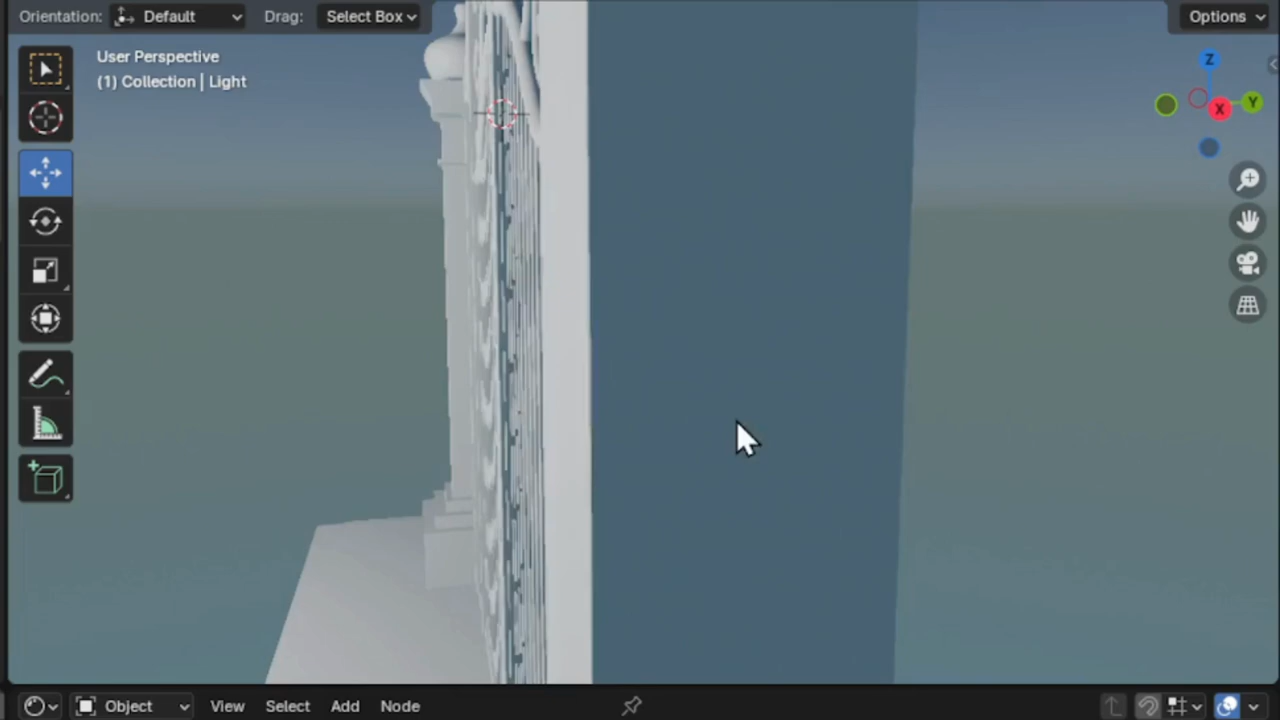 Orientation: Default Drag: Select Box Options
User Perspective
(1) Collection | Light
Z
Y
X
Object View Select Add Node